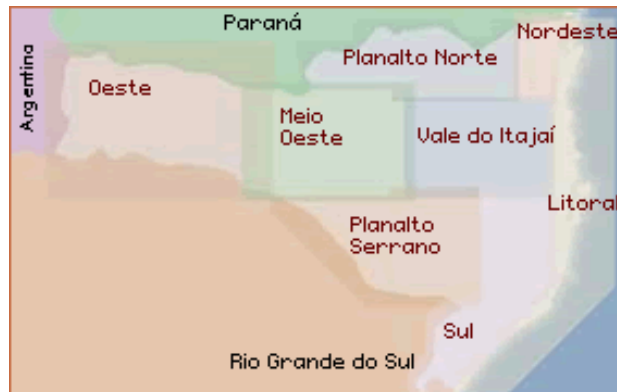 Paraná
Nordeste
Planalto Norte
Argentina
Oeste
Meio
Oeste
Vale do Itajaí
Litoral
Planalto
Serrano
Sul
Rio Grande do Sul